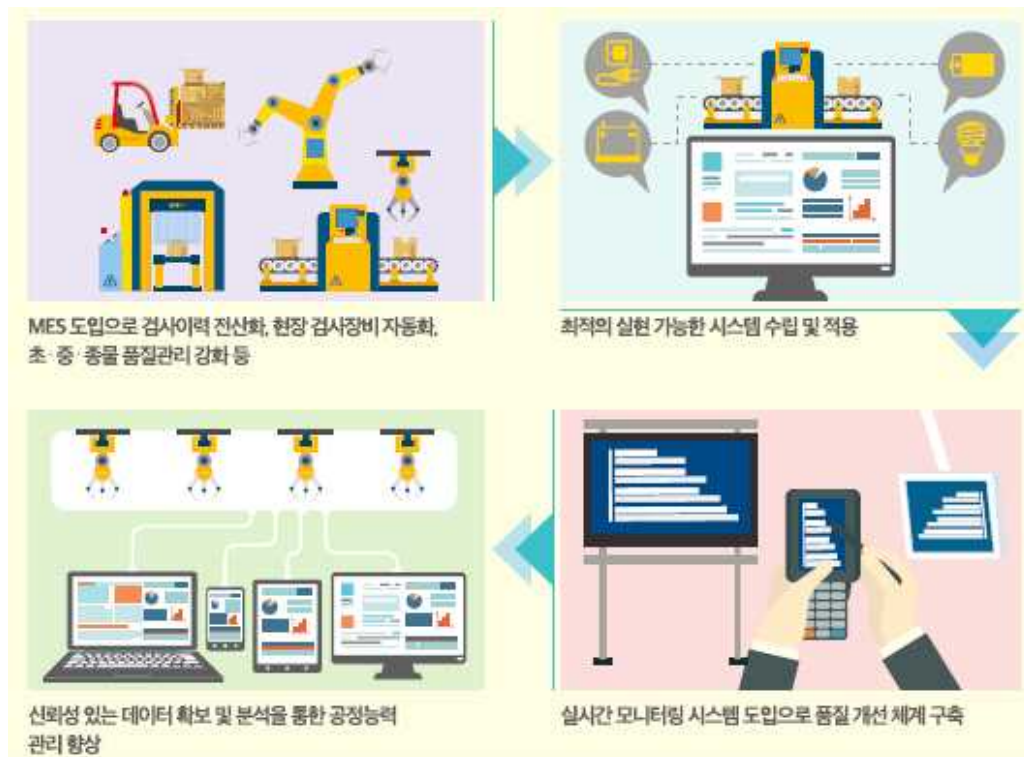 MES 도입으로 검사이력 전산화, 현장 검사장비 자동화,
초·중·종물 품질관리 강화 등
최적의 실현 가능한 시스템 수립 및 적용
실시간 모니터링 시스템 도입으로 품질 개선 체계 구축
신뢰성 있는 데이터 확보 및 분석을 통한 공정능력
관리 향상